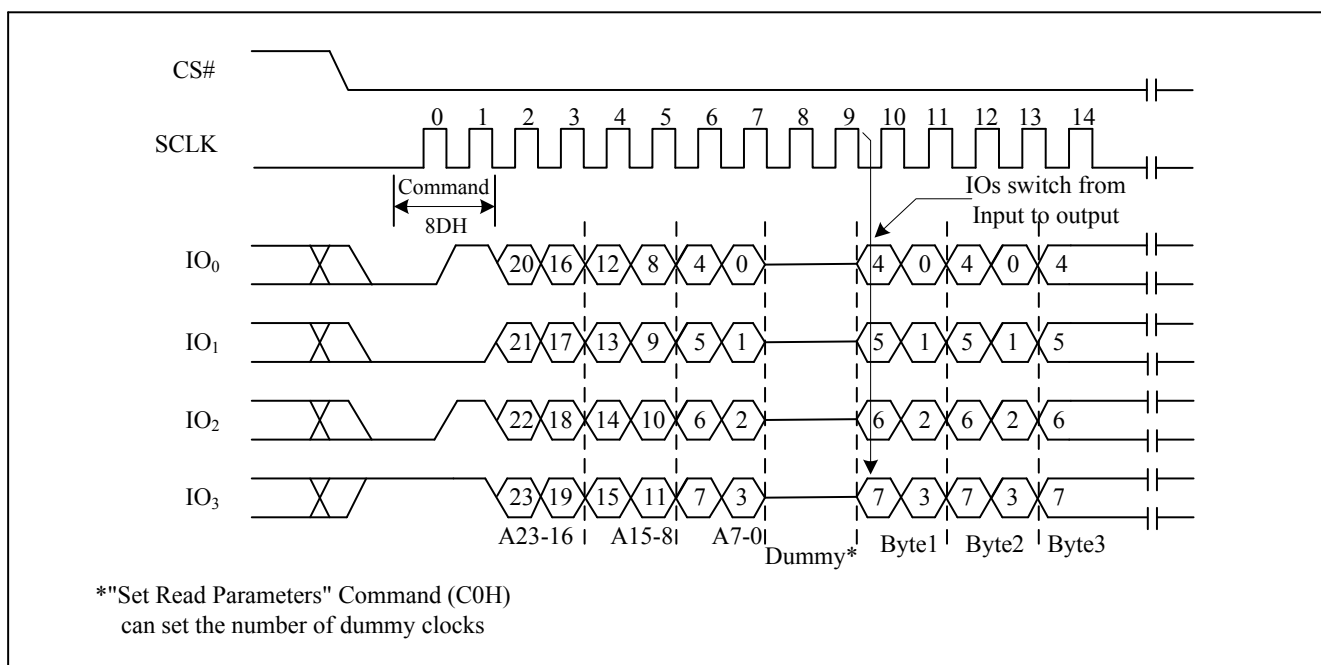 CS#
0 1 2 3 4 5 6 7 8 9 10 11 12 13 14
SCLK
Command
8DH
IOs switch from
Input to output
IO₀ 20 16 12 8 4 0 4 0 4 0 4
IO₁ 21 17 13 9 5 1 5 1 5 1 5
IO₂ 22 18 14 10 6 2 6 2 6 2 6
IO₃ 23 19 15 11 7 3 7 3 7 3 7
A23-16 A15-8 A7-0 Dummy* Byte1 Byte2 Byte3
*"Set Read Parameters" Command (C0H)
can set the number of dummy clocks